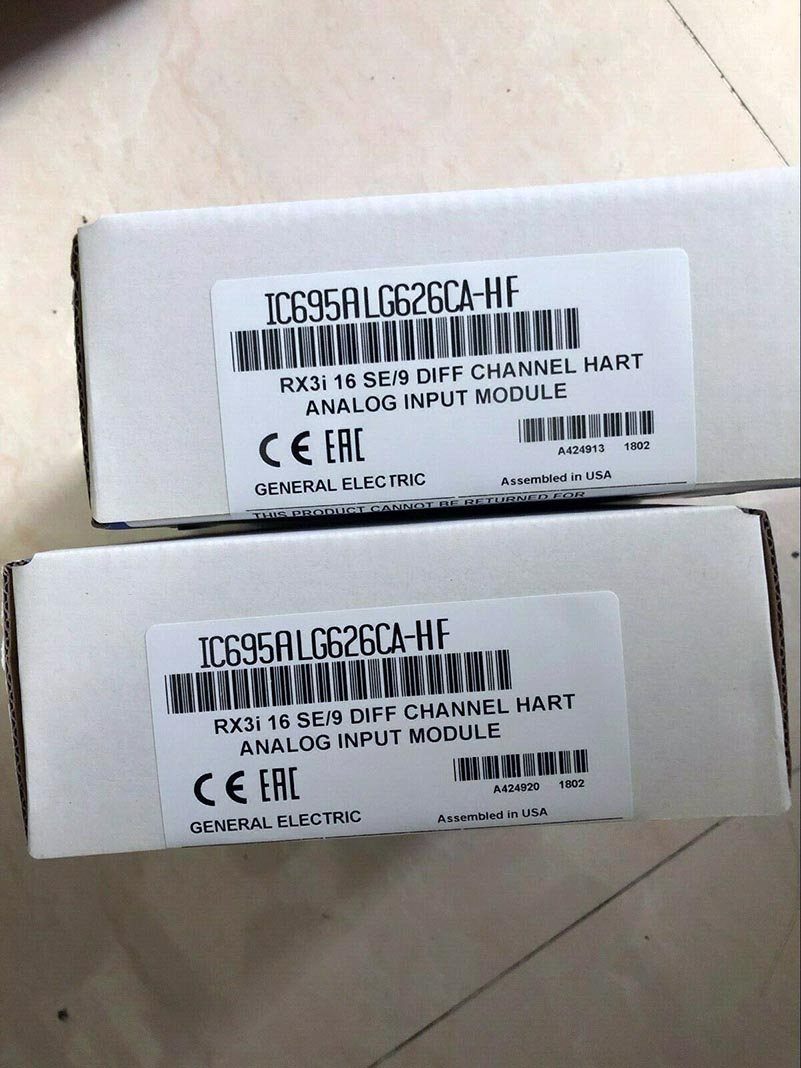 IC695ALG626CA-HF
RX3i 16 SE/9 DIFF CHANNEL HART
ANALOG INPUT MODULE
CE EAC
A424913 1802
GENERAL ELECTRIC
Assembled in USA
THIS PRODUCT CANNOT BE RETURNED FOR
IC695ALG626CA-HF
RX3i 16 SE/9 DIFF CHANNEL HART
ANALOG INPUT MODULE
CE EAC
A424920 1802
GENERAL ELECTRIC
Assembled in USA